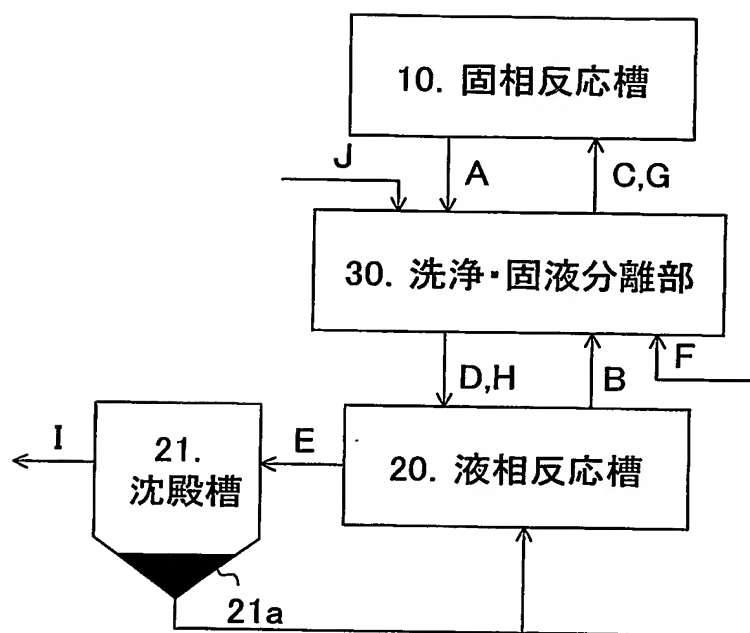 10. 固相反応槽
J
A
C,G
30. 洗浄・固液分離部
D,H
B
F
I
21.
沈殿槽
E
20. 液相反応槽
21a